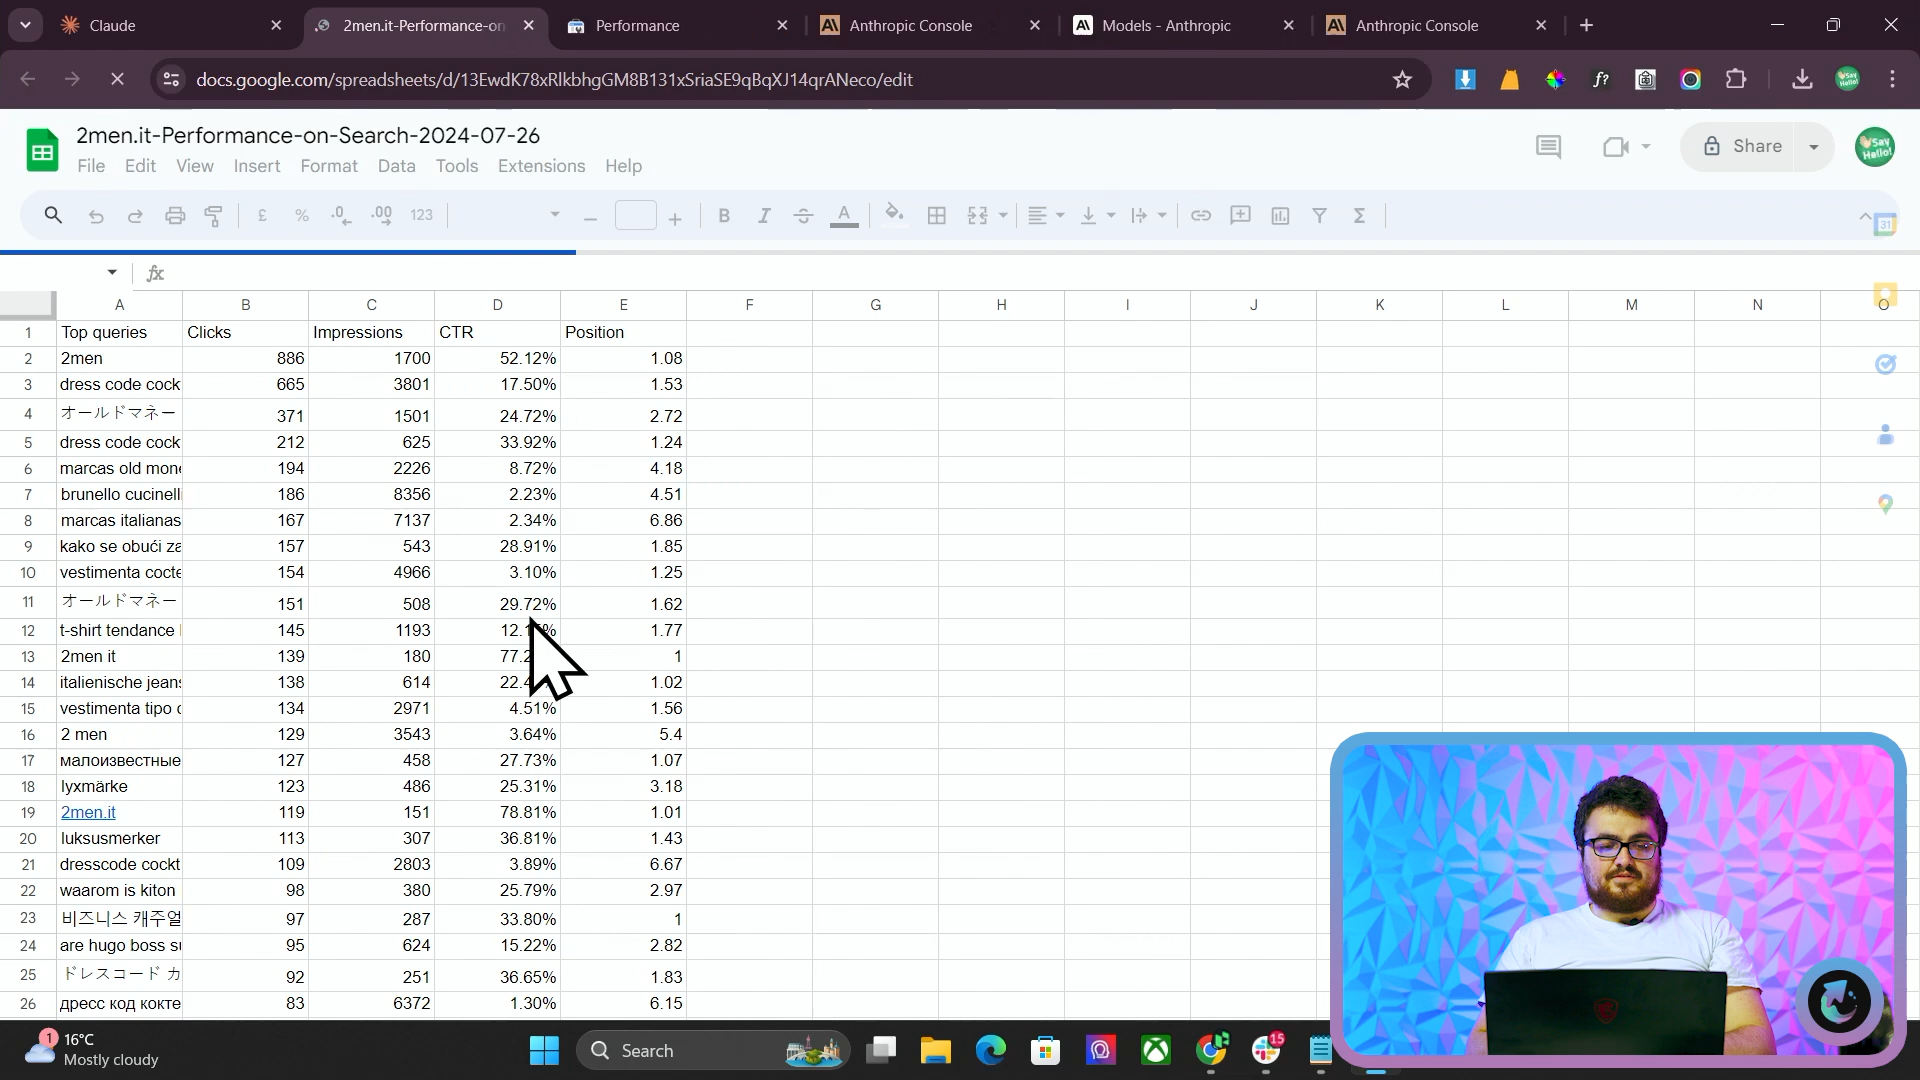 Claude
2men.it-Performance-on
Performance
Anthropic Console
Models - Anthropic
Anthropic Console
docs.google.com/spreadsheets/d/13EwdK78xRlkbhgGM8B131xSriaSE9qBqXJ14qrANeco/edit
2men.it-Performance-on-Search-2024-07-26
File Edit View Insert Format Data Tools Extensions Help
Share
Say Hello!
£ % .0 .00 123
A B C D E F G H I J K L M N O
1 Top queries Clicks Impressions CTR Position
2 2men 886 1700 52.12% 1.08
3 dress code cock 665 3801 17.50% 1.53
4 オールドマネー 371 1501 24.72% 2.72
5 dress code cock 212 625 33.92% 1.24
6 marcas old mon 194 2226 8.72% 4.18
7 brunello cucinell 186 8356 2.23% 4.51
8 marcas italianas 167 7137 2.34% 6.86
9 kako se obući za 157 543 28.91% 1.85
10 vestimenta cocte 154 4966 3.10% 1.25
11 オールドマネー 151 508 29.72% 1.62
12 t-shirt tendance 145 1193 12. % 1.77
13 2men it 139 180 77.2 1
14 italienische jeans 138 614 22. 1.02
15 vestimenta tipo 134 2971 4.51% 1.56
16 2 men 129 3543 3.64% 5.4
17 малоизвестные 127 458 27.73% 1.07
18 lyxmärke 123 486 25.31% 3.18
19 2men.it 119 151 78.81% 1.01
20 luksusmerker 113 307 36.81% 1.43
21 dresscode cockt 109 2803 3.89% 6.67
22 waarom is kiton 98 380 25.79% 2.97
23 비즈니스 캐주얼 97 287 33.80% 1
24 are hugo boss su 95 624 15.22% 2.82
25 ドレスコード カ 92 251 36.65% 1.83
26 дресс код кокте 83 6372 1.30% 6.15
1 16°C
Mostly cloudy
Search
15